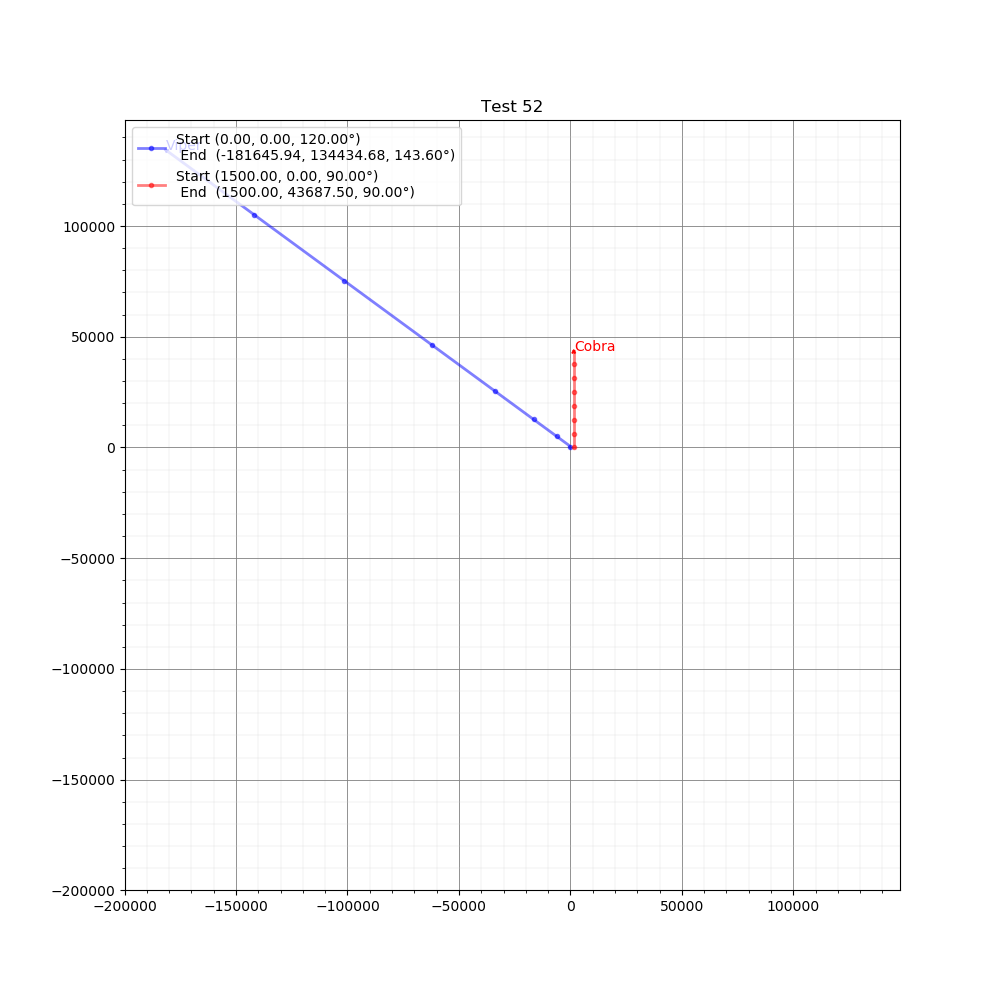 Test 52
Start (0.00, 0.00, 120.00°)
End  (-181645.94, 134434.68, 143.60°)
Start (1500.00, 0.00, 90.00°)
End  (1500.00, 43687.50, 90.00°)
Viper
100000
50000
Cobra
0
−50000
−100000
−150000
−200000
−200000 −150000 −100000 −50000 0 50000 100000